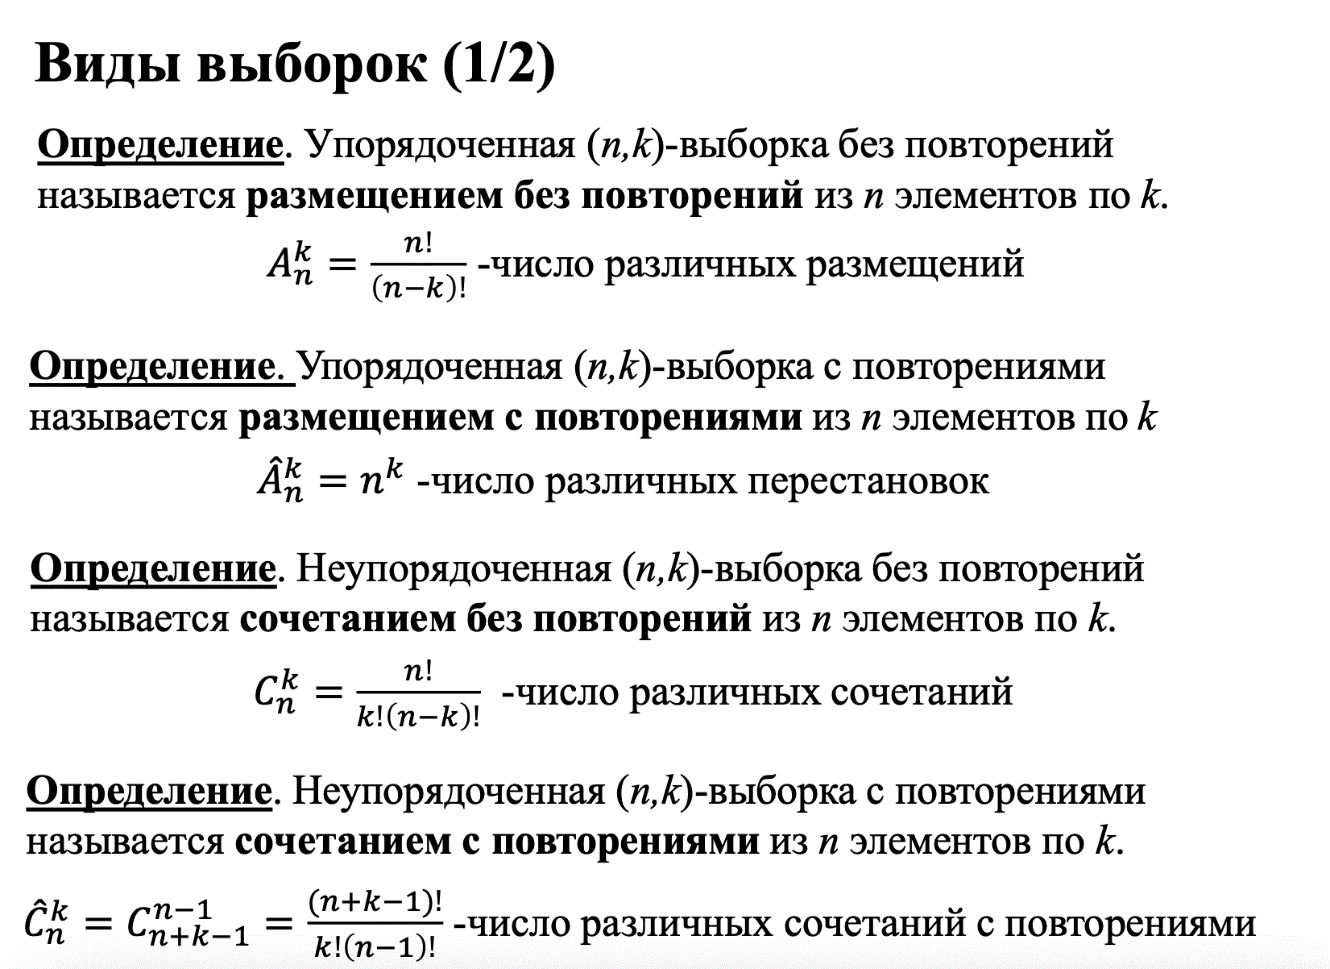 Виды выборок (1/2)
Определение. Упорядоченная (n,k)-выборка без повторений
называется размещением без повторений из n элементов по k.
A_n^k = n!/(n−k)! -число различных размещений
Определение. Упорядоченная (n,k)-выборка с повторениями
называется размещением с повторениями из n элементов по k
Â_n^k = n^k -число различных перестановок
Определение. Неупорядоченная (n,k)-выборка без повторений
называется сочетанием без повторений из n элементов по k.
C_n^k = n!/k!(n−k)! -число различных сочетаний
Определение. Неупорядоченная (n,k)-выборка с повторениями
называется сочетанием с повторениями из n элементов по k.
Ĉ_n^k = C_{n+k−1}^{n−1} = (n+k−1)!/k!(n−1)! -число различных сочетаний с повторениями